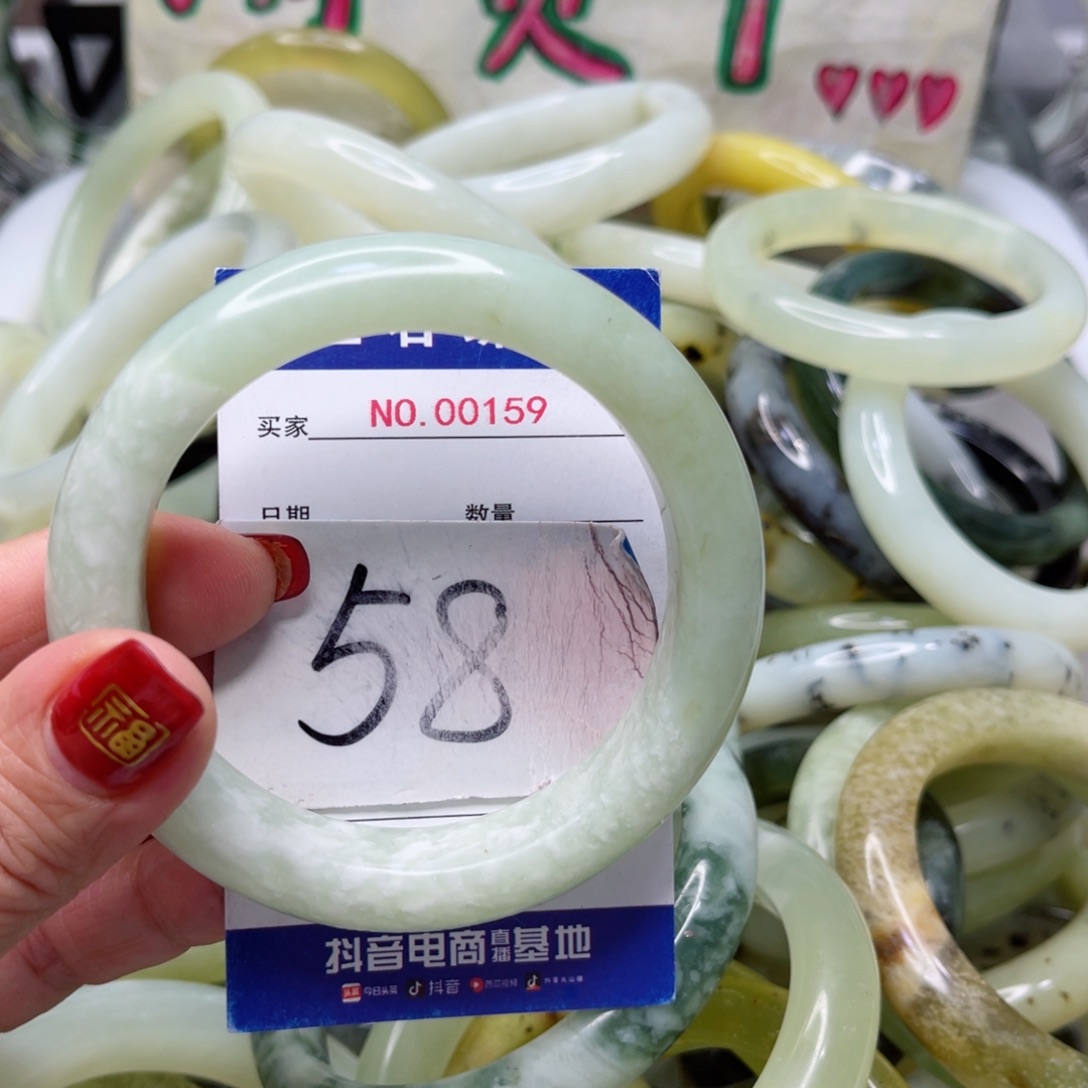 买家 NO.00159
日期 数量
58
福
抖音电商直播基地
今日头条 抖音 西瓜视频 抖音火山版